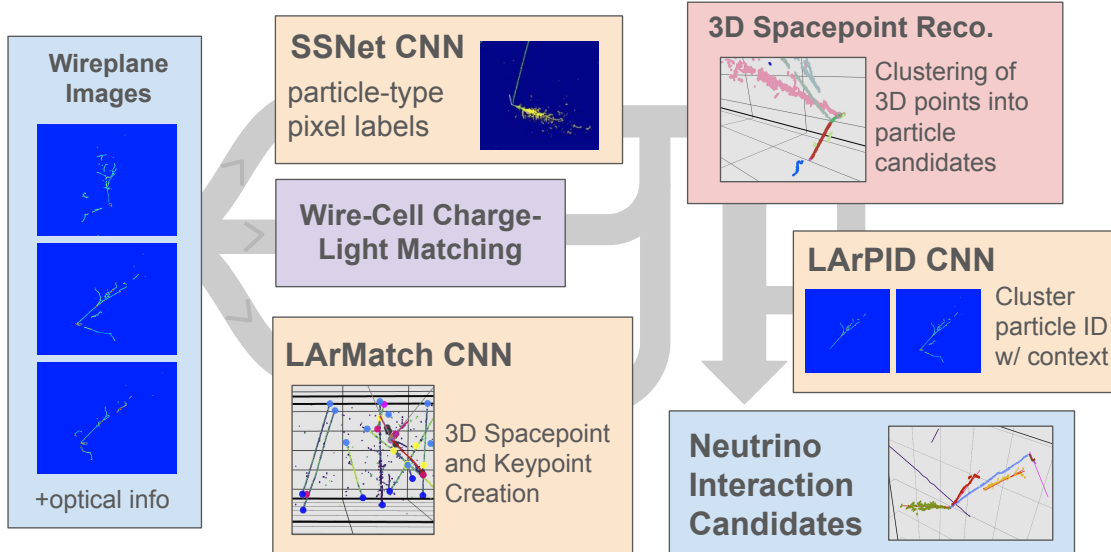 Wireplane
Images
+optical info
SSNet CNN
particle-type
pixel labels
Wire-Cell Charge-
Light Matching
LArMatch CNN
3D Spacepoint
and Keypoint
Creation
3D Spacepoint Reco.
Clustering of
3D points into
particle
candidates
LArPID CNN
Cluster
particle ID
w/ context
Neutrino
Interaction
Candidates